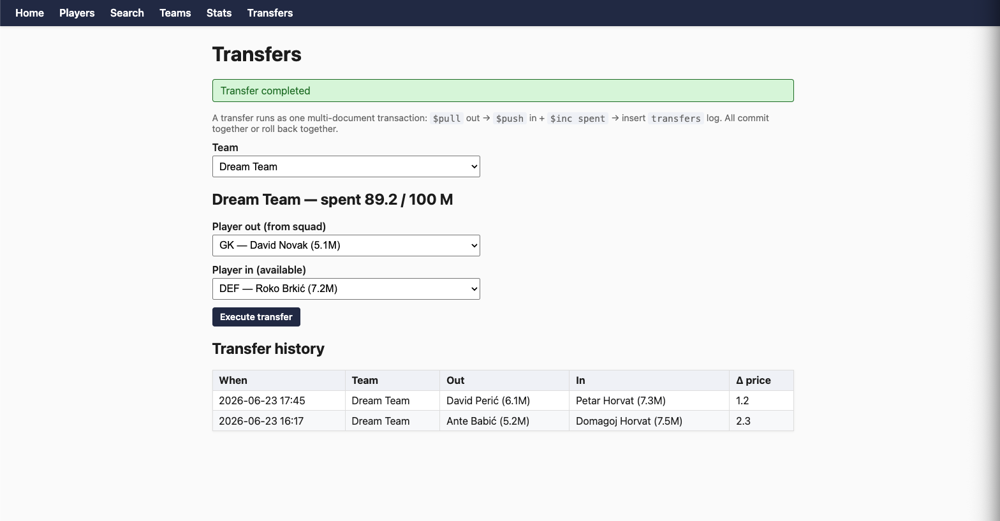 Home Players Search Teams Stats Transfers
Transfers
Transfer completed
A transfer runs as one multi-document transaction: $pull out → $push in + $inc spent → insert transfers log. All commit
together or roll back together.
Team
Dream Team
Dream Team — spent 89.2 / 100 M
Player out (from squad)
GK — David Novak (5.1M)
Player in (available)
DEF — Roko Brkić (7.2M)
Execute transfer
Transfer history
When Team Out In Δ price
2026-06-23 17:45 Dream Team David Perić (6.1M) Petar Horvat (7.3M) 1.2
2026-06-23 16:17 Dream Team Ante Babić (5.2M) Domagoj Horvat (7.5M) 2.3